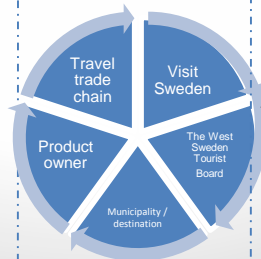 Travel
trade
chain
Visit
Sweden
The West
Sweden
Tourist
Board
Municipality /
destination
Product
owner